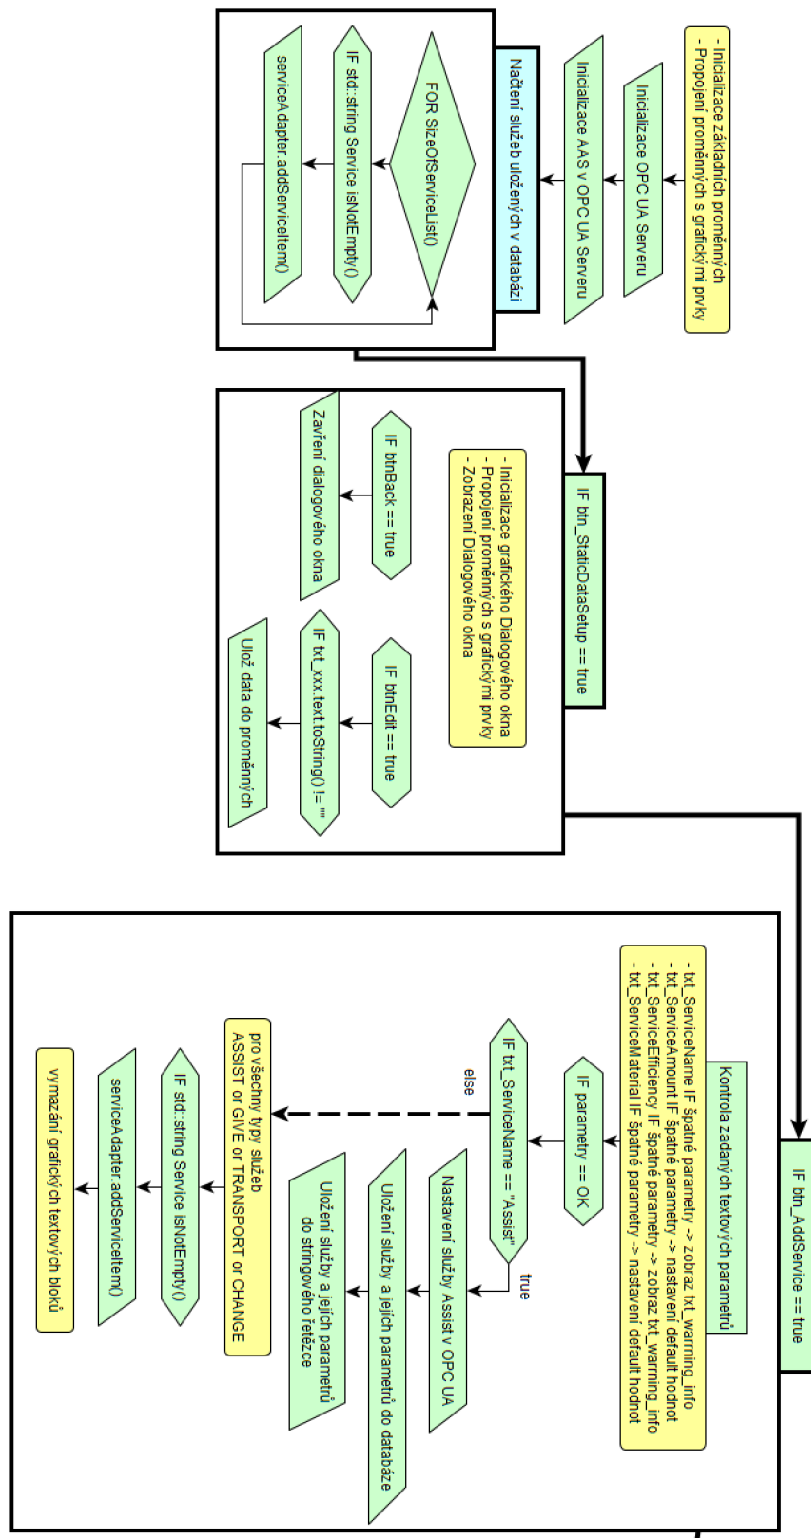 - Inicializace základních proměnných
- Propojení proměnných s grafickými prvky
Inicializace OPC UA Serveru
Inicializace AAS v OPC UA Serveru
Načtení služeb uložených v databázi
FOR SizeOfServiceList()
IF std::string Service isNotEmpty()
serviceAdapter.addServiceItem()
IF btn_StaticDataSetup == true
- Inicializace grafického Dialogového okna
- Propojení proměnných s grafickými prvky
- Zobrazení Dialogového okna
IF btnBack == true
Zavření dialogového okna
IF btnEdit == true
IF txt_xxx.text.toString() != ""
Ulož data do proměnných
IF btn_AddService == true
Kontrola zadaných textových parametrů
- txt_ServiceName IF špatné parametry -> zobraz txt_warrning_info
- txt_ServiceAmount IF špatné parametry -> nastavení default hodnot
- txt_ServiceEfficiency IF špatné parametry -> zobraz txt_warrning_info
- txt_ServiceMaterial IF špatné parametry -> nastavení default hodnot
IF parametry == OK
IF txt_ServiceName == "Assist"
true
else
Nastavení služby Assist v OPC UA
Uložení služby a jejích parametrů do databáze
Uložení služby a jejích parametrů
do stringového řetězce
pro všechny typy služeb
ASSIST or GIVE or TRANSPORT or CHANGE
IF std::string Service isNotEmpty()
serviceAdapter.addServiceItem()
vymazání grafických textových bloků